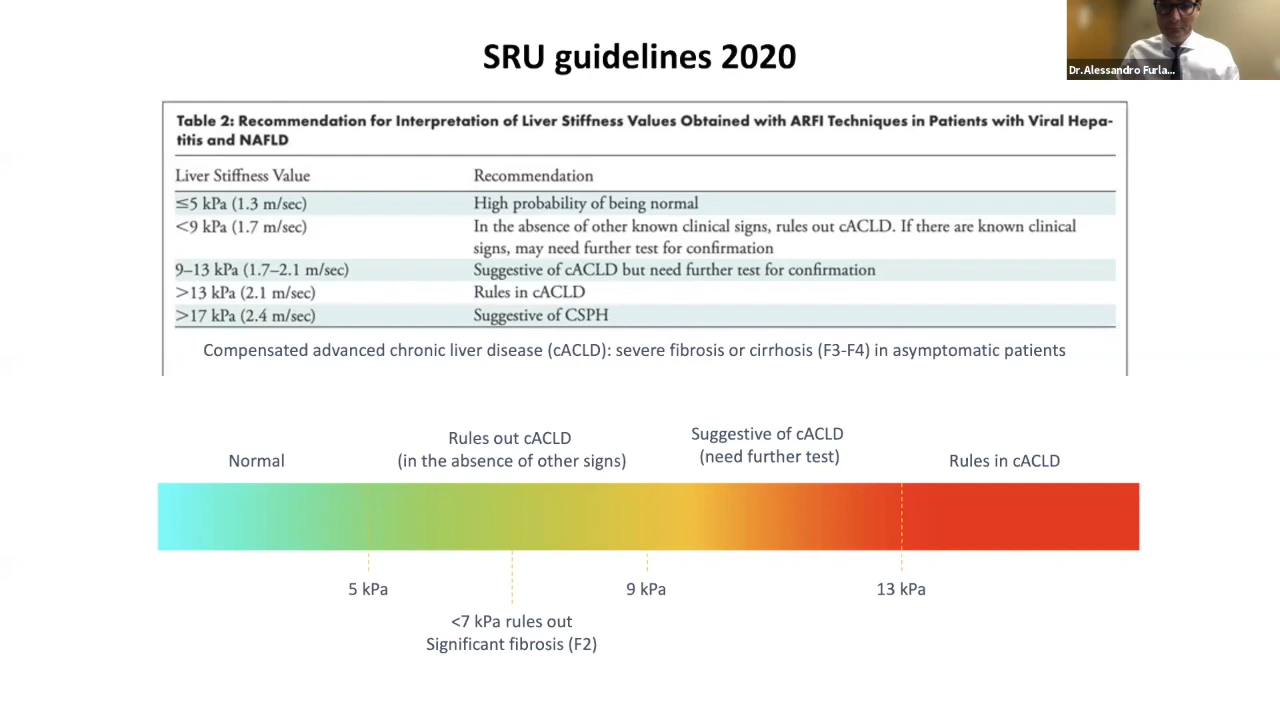 SRU guidelines 2020
Dr.Alessandro Furla...
Table 2: Recommendation for Interpretation of Liver Stiffness Values Obtained with ARFI Techniques in Patients with Viral Hepa-
titis and NAFLD
Liver Stiffness Value Recommendation
≤5 kPa (1.3 m/sec) High probability of being normal
<9 kPa (1.7 m/sec) In the absence of other known clinical signs, rules out cACLD. If there are known clinical
signs, may need further test for confirmation
9–13 kPa (1.7–2.1 m/sec) Suggestive of cACLD but need further test for confirmation
>13 kPa (2.1 m/sec) Rules in cACLD
>17 kPa (2.4 m/sec) Suggestive of CSPH
Compensated advanced chronic liver disease (cACLD): severe fibrosis or cirrhosis (F3-F4) in asymptomatic patients
Normal
Rules out cACLD
(in the absence of other signs)
Suggestive of cACLD
(need further test)
Rules in cACLD
5 kPa
9 kPa
13 kPa
<7 kPa rules out
Significant fibrosis (F2)